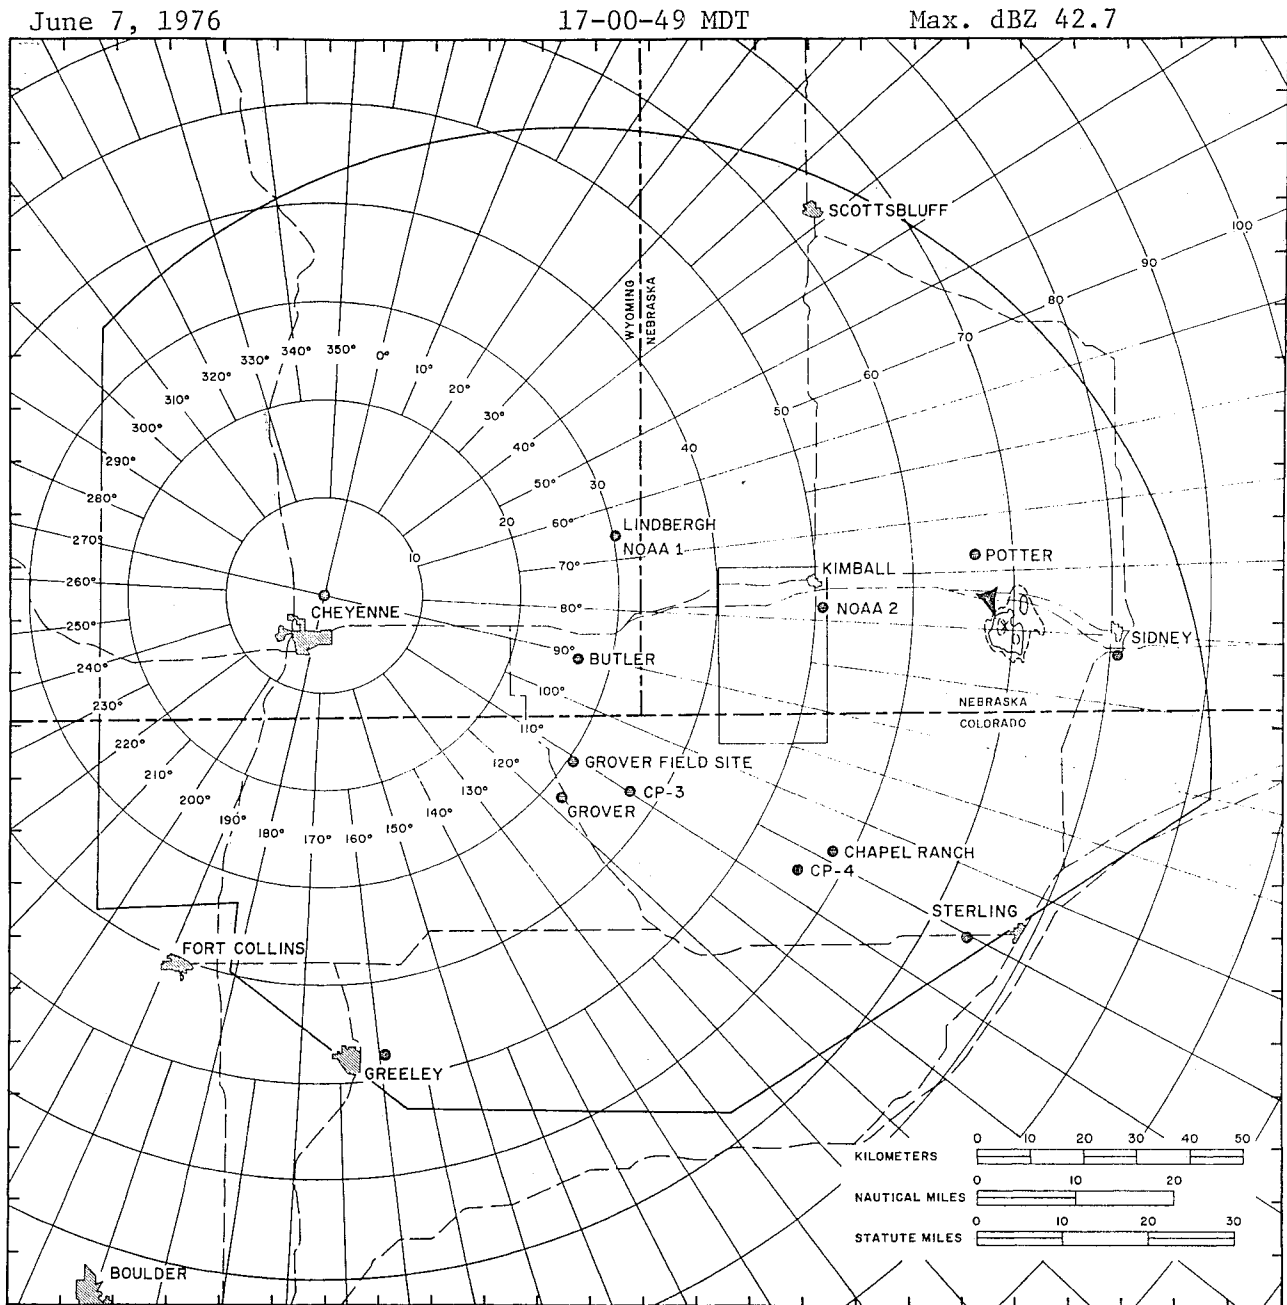 June 7, 1976 17-00-49 MDT Max. dBZ 42.7
SCOTTSBLUFF
100
90
80
70
60
50
40
30
20
10
WYOMING
NEBRASKA
330° 340° 350° 0° 10°
320° 20°
310° 30°
300° 40°
290° 50°
280° 60°
270° 70°
260° 80°
250° 90°
240° 100°
230° 110°
220° 120°
210° 130°
200° 140°
190° 180° 170° 160° 150°
LINDBERGH
NOAA 1
POTTER
KIMBALL
CHEYENNE
NOAA 2
SIDNEY
BUTLER
NEBRASKA
COLORADO
GROVER FIELD SITE
CP-3
GROVER
CHAPEL RANCH
CP-4
STERLING
FORT COLLINS
GREELEY
0 10 20 30 40 50
KILOMETERS
0 10 20
NAUTICAL MILES
0 10 20 30
STATUTE MILES
BOULDER